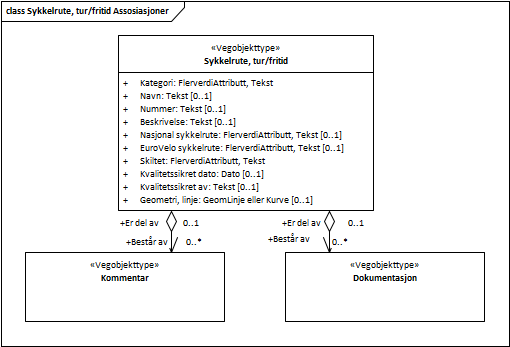 class Sykkelrute, tur/fritid Assosiasjoner
«Vegobjekttype»
Sykkelrute, tur/fritid
+ Kategori: FlerverdiAttributt, Tekst
+ Navn: Tekst [0..1]
+ Nummer: Tekst [0..1]
+ Beskrivelse: Tekst [0..1]
+ Nasjonal sykkelrute: FlerverdiAttributt, Tekst [0..1]
+ EuroVelo sykkelrute: FlerverdiAttributt, Tekst [0..1]
+ Skiltet: FlerverdiAttributt, Tekst
+ Kvalitetssikret dato: Dato [0..1]
+ Kvalitetssikret av: Tekst [0..1]
+ Geometri, linje: GeomLinje eller Kurve [0..1]
+Er del av 0..1 +Er del av 0..1
+Består av 0..* +Består av 0..*
«Vegobjekttype» «Vegobjekttype»
Kommentar Dokumentasjon